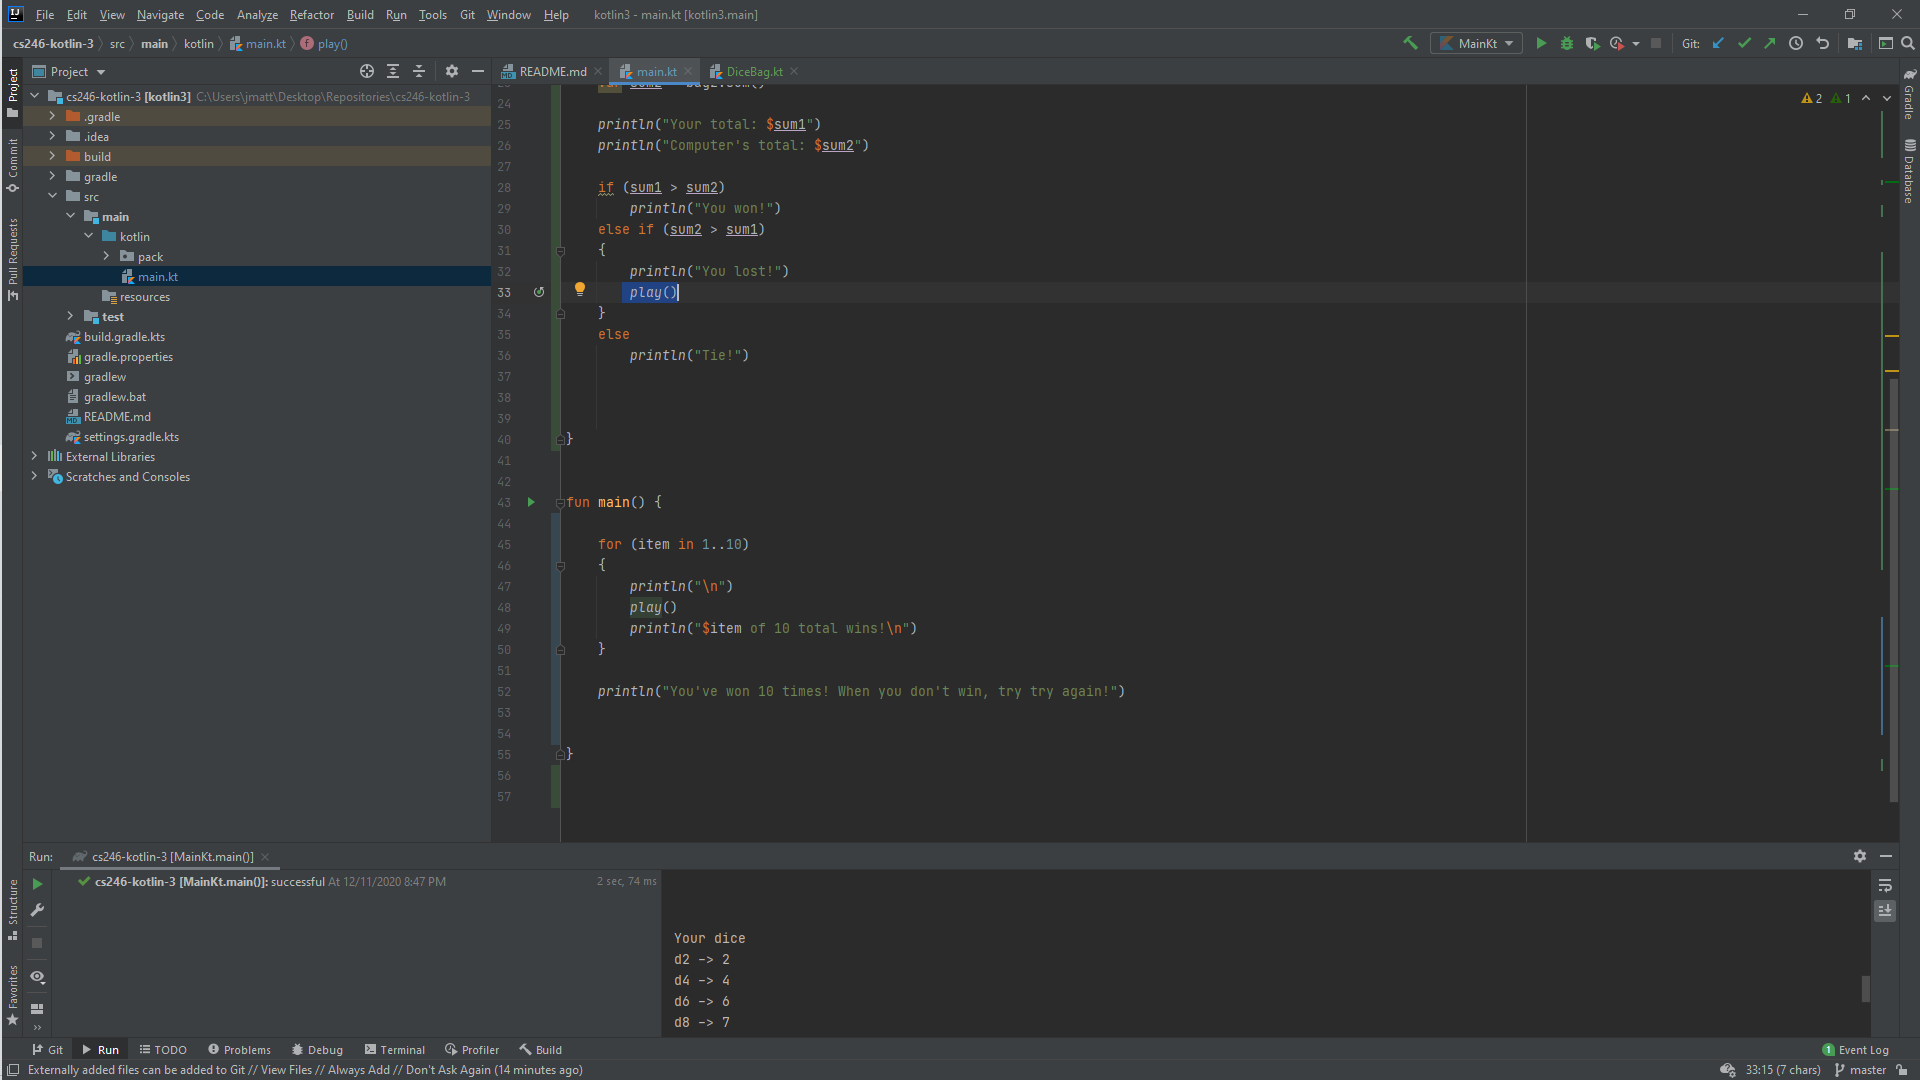 File Edit View Navigate Code Analyze Refactor Build Run Tools Git Window Help kotlin3 - main.kt [kotlin3.main]
cs246-kotlin-3 src main kotlin main.kt play() MainKt Git:
Project
README.md main.kt DiceBag.kt
cs246-kotlin-3 [kotlin3] C:\Users\jmatt\Desktop\Repositories\cs246-kotlin-3
.gradle
.idea
build
gradle
src
main
kotlin
pack
main.kt
resources
test
build.gradle.kts
gradle.properties
gradlew
gradlew.bat
README.md
settings.gradle.kts
External Libraries
Scratches and Consoles
Project
Commit
Pull Requests
Structure
Favorites
24
25 println("Your total: $sum1")
26 println("Computer's total: $sum2")
27
28 if (sum1 > sum2)
29 println("You won!")
30 else if (sum2 > sum1)
31 {
32 println("You lost!")
33 play()
34 }
35 else
36 println("Tie!")
37
38
39
40 }
41
42
43 fun main() {
44
45 for (item in 1..10)
46 {
47 println("\n")
48 play()
49 println("$item of 10 total wins!\n")
50 }
51
52 println("You've won 10 times! When you don't win, try try again!")
53
54
55 }
56
57
2 1
Gradle
Database
Run: cs246-kotlin-3 [MainKt.main()]
cs246-kotlin-3 [MainKt.main()]: successful At 12/11/2020 8:47 PM 2 sec, 74 ms
Your dice
d2 -> 2
d4 -> 4
d6 -> 6
d8 -> 7
Git Run TODO Problems Debug Terminal Profiler Build 1 Event Log
Externally added files can be added to Git // View Files // Always Add // Don't Ask Again (14 minutes ago) 33:15 (7 chars) master